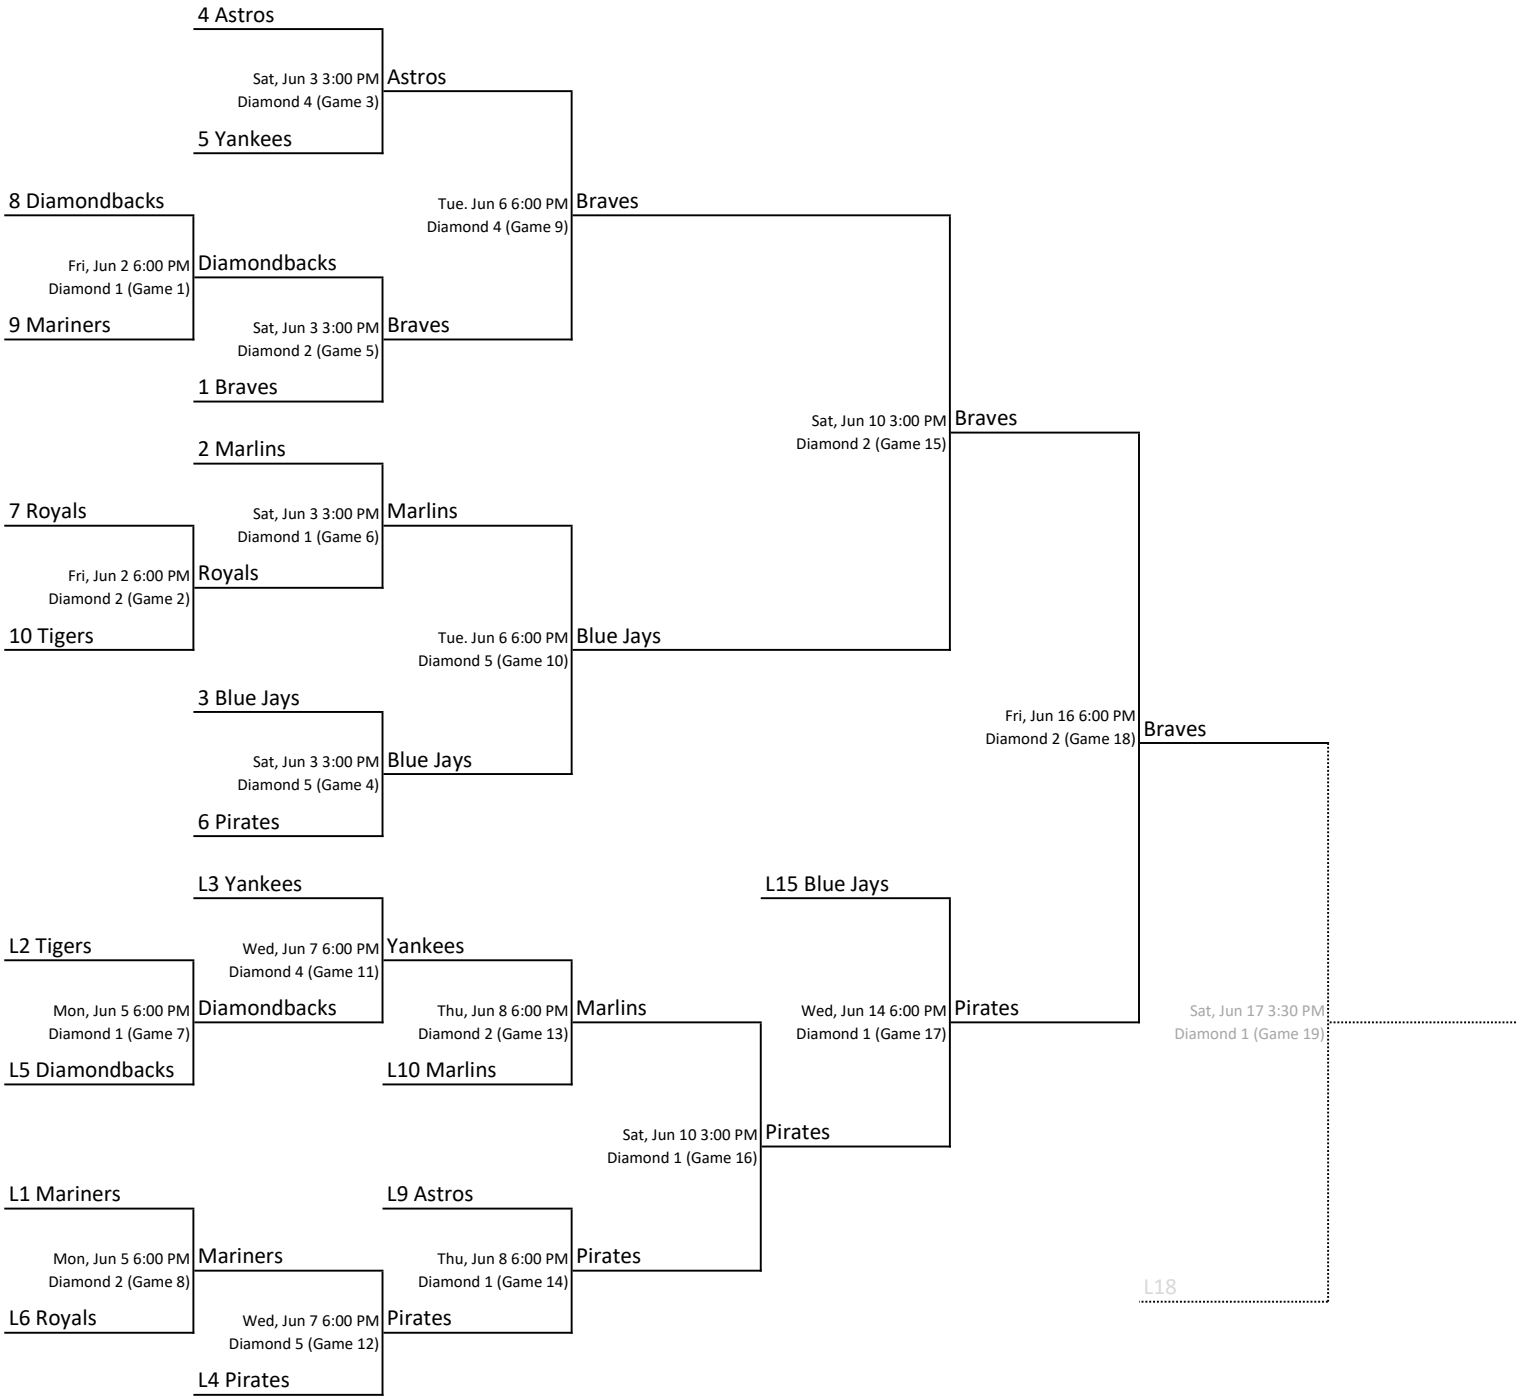 4 Astros
Sat, Jun 3 3:00 PM
Diamond 4 (Game 3)
Astros
5 Yankees
8 Diamondbacks
Tue. Jun 6 6:00 PM
Diamond 4 (Game 9)
Braves
Fri, Jun 2 6:00 PM
Diamond 1 (Game 1)
Diamondbacks
9 Mariners
Sat, Jun 3 3:00 PM
Diamond 2 (Game 5)
Braves
1 Braves
Sat, Jun 10 3:00 PM
Diamond 2 (Game 15)
Braves
2 Marlins
7 Royals
Sat, Jun 3 3:00 PM
Diamond 1 (Game 6)
Marlins
Fri, Jun 2 6:00 PM
Diamond 2 (Game 2)
Royals
10 Tigers
Tue. Jun 6 6:00 PM
Diamond 5 (Game 10)
Blue Jays
3 Blue Jays
Fri, Jun 16 6:00 PM
Diamond 2 (Game 18)
Braves
Sat, Jun 3 3:00 PM
Diamond 5 (Game 4)
Blue Jays
6 Pirates
L3 Yankees
L15 Blue Jays
L2 Tigers
Wed, Jun 7 6:00 PM
Diamond 4 (Game 11)
Yankees
Mon, Jun 5 6:00 PM
Diamond 1 (Game 7)
Diamondbacks
Thu, Jun 8 6:00 PM
Diamond 2 (Game 13)
Marlins
Wed, Jun 14 6:00 PM
Diamond 1 (Game 17)
Pirates
Sat, Jun 17 3:30 PM
Diamond 1 (Game 19)
L5 Diamondbacks
L10 Marlins
Sat, Jun 10 3:00 PM
Diamond 1 (Game 16)
Pirates
L1 Mariners
L9 Astros
Mon, Jun 5 6:00 PM
Diamond 2 (Game 8)
Mariners
Thu, Jun 8 6:00 PM
Diamond 1 (Game 14)
Pirates
L18
L6 Royals
Wed, Jun 7 6:00 PM
Diamond 5 (Game 12)
Pirates
L4 Pirates